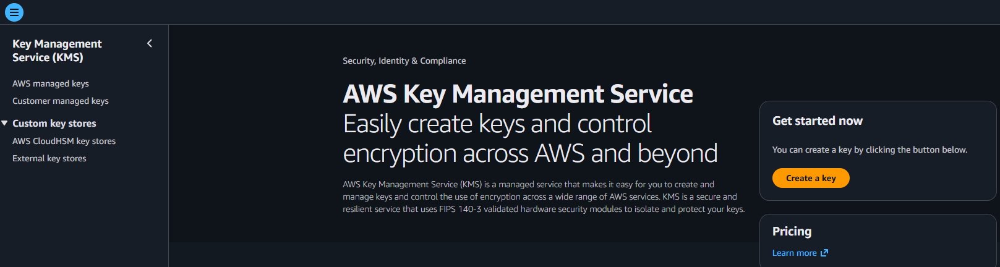 Key Management
Service (KMS)
AWS managed keys
Customer managed keys
Custom key stores
AWS CloudHSM key stores
External key stores
Security, Identity & Compliance
AWS Key Management Service
Easily create keys and control
encryption across AWS and beyond
AWS Key Management Service (KMS) is a managed service that makes it easy for you to create and
manage keys and control the use of encryption across a wide range of AWS services. KMS is a secure and
resilient service that uses FIPS 140-3 validated hardware security modules to isolate and protect your keys.
Get started now
You can create a key by clicking the button below.
Create a key
Pricing
Learn more